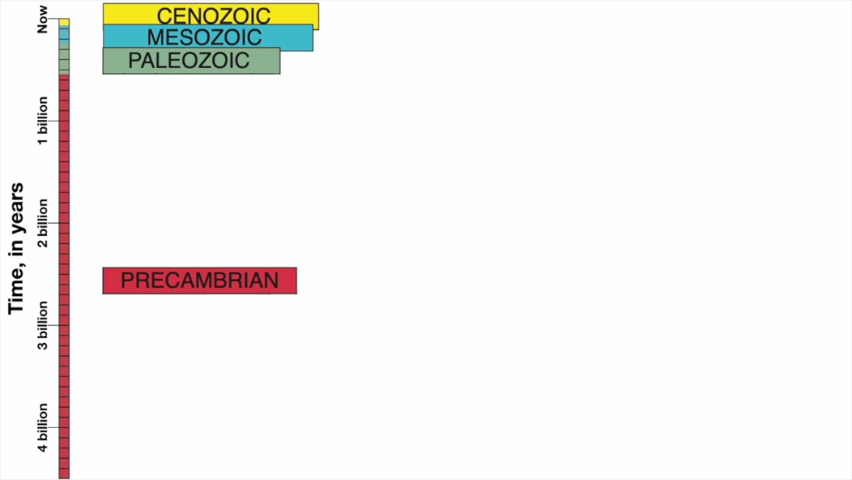 Now
CENOZOIC
MESOZOIC
PALEOZOIC
1 billion
Time, in years
2 billion
PRECAMBRIAN
3 billion
4 billion